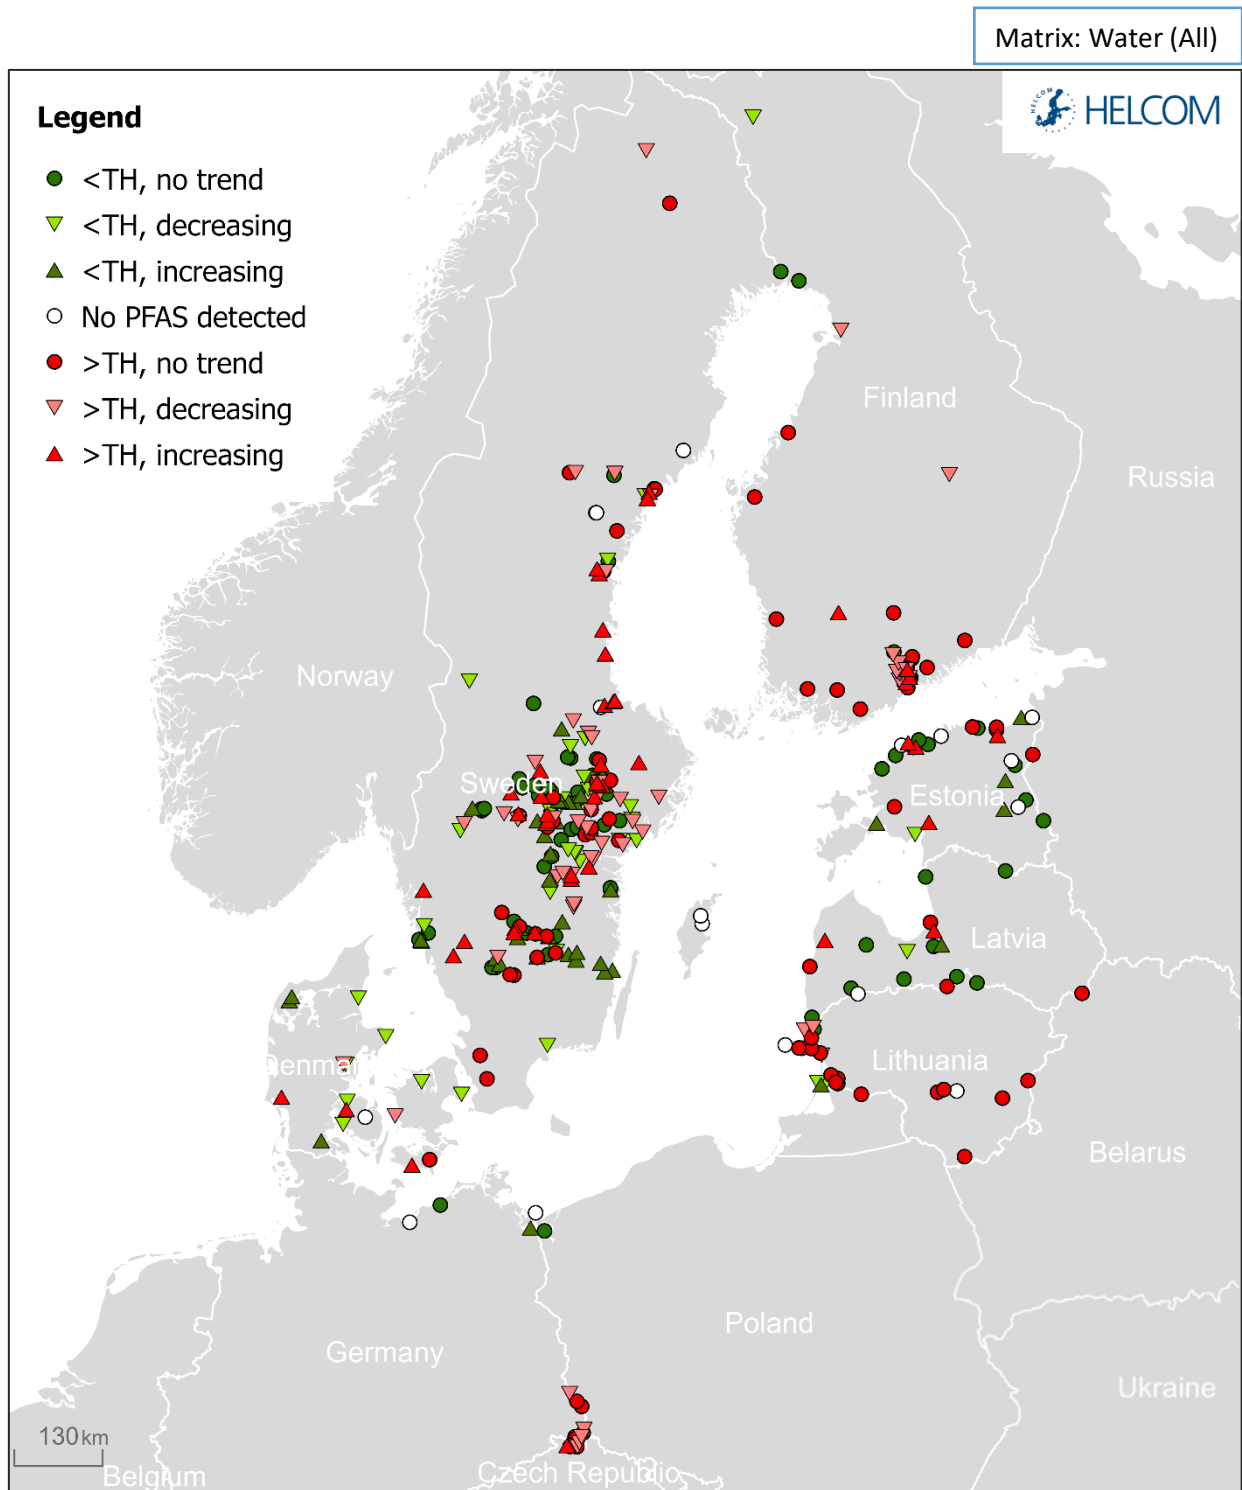 Matrix: Water (All)
HELCOM
HELCOM
Legend
<TH, no trend
<TH, decreasing
<TH, increasing
No PFAS detected
>TH, no trend
>TH, decreasing
>TH, increasing
Finland
Russia
Norway
Sweden
Estonia
Latvia
Lithuania
Belarus
Poland
Germany
Ukraine
130 km
Belgium
Czech Republic